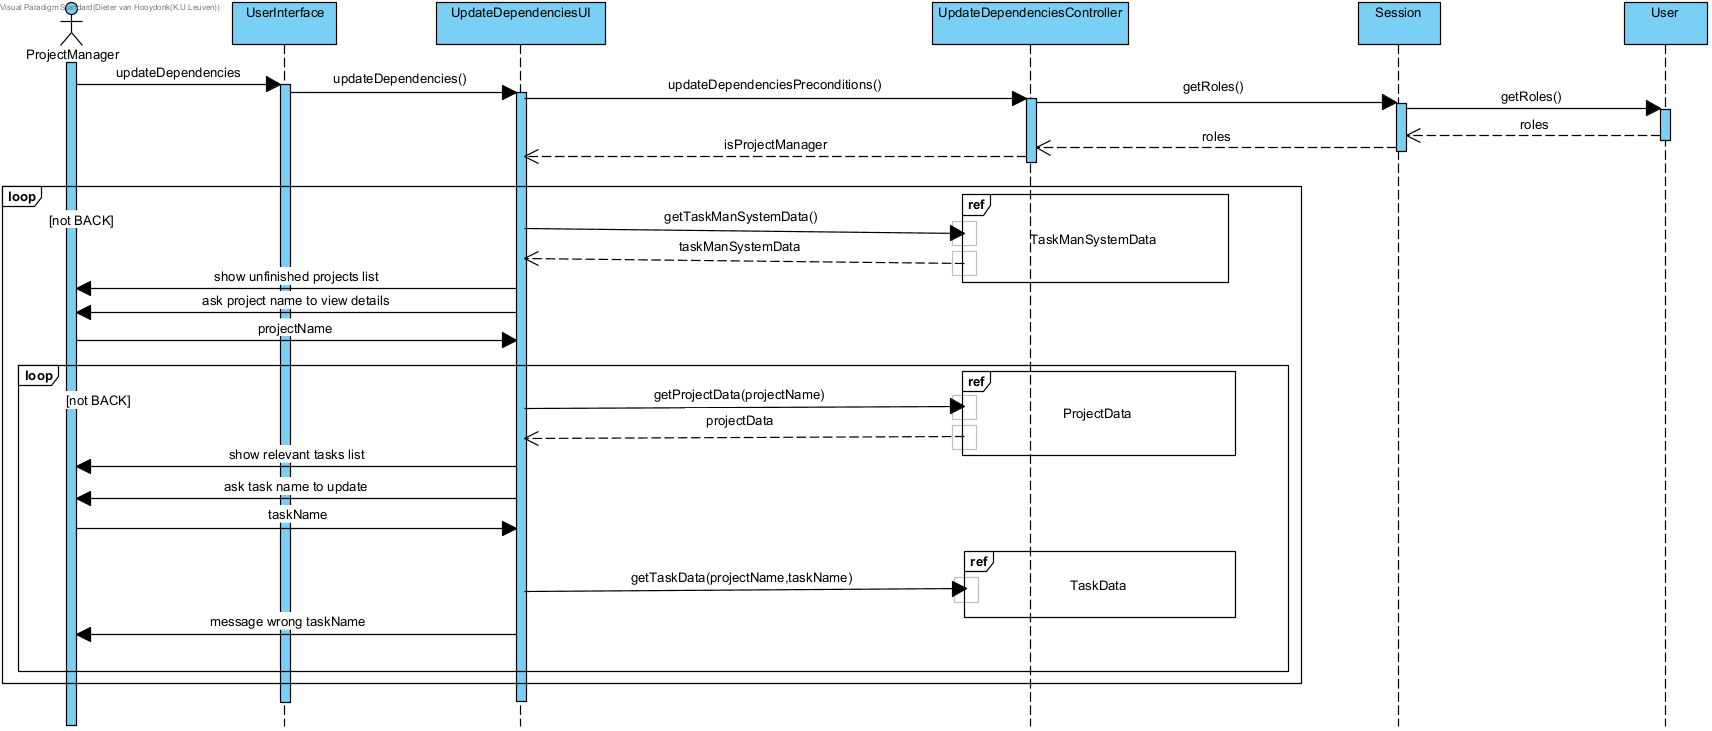 Visual Paradigm Standard(Dieter van Hooydonk(K.U.Leuven))
ProjectManager
UserInterface
UpdateDependenciesUI
UpdateDependenciesController
Session
User
updateDependencies
updateDependencies()
updateDependenciesPreconditions()
getRoles()
getRoles()
roles
roles
isProjectManager
loop
[not BACK]
ref
TaskManSystemData
getTaskManSystemData()
taskManSystemData
show unfinished projects list
ask project name to view details
projectName
loop
[not BACK]
ref
ProjectData
getProjectData(projectName)
projectData
show relevant tasks list
ask task name to update
taskName
ref
TaskData
getTaskData(projectName,taskName)
message wrong taskName